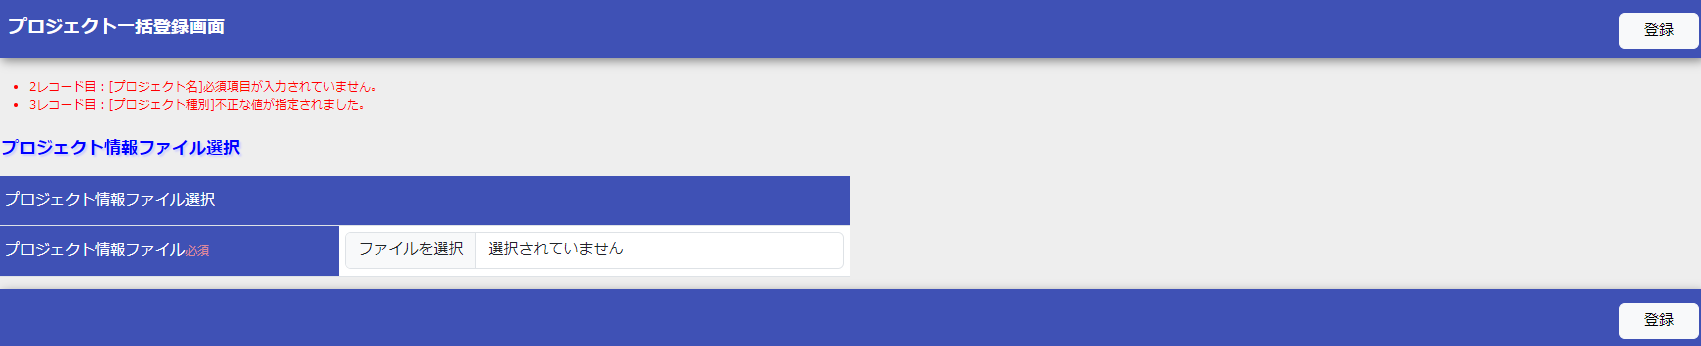 プロジェクト一括登録画面
登録
2レコード目 : [プロジェクト名]必須項目が入力されていません。
3レコード目 : [プロジェクト種別]不正な値が指定されました。
プロジェクト情報ファイル選択
プロジェクト情報ファイル選択
プロジェクト情報ファイル必須 ファイルを選択 選択されていません
登録